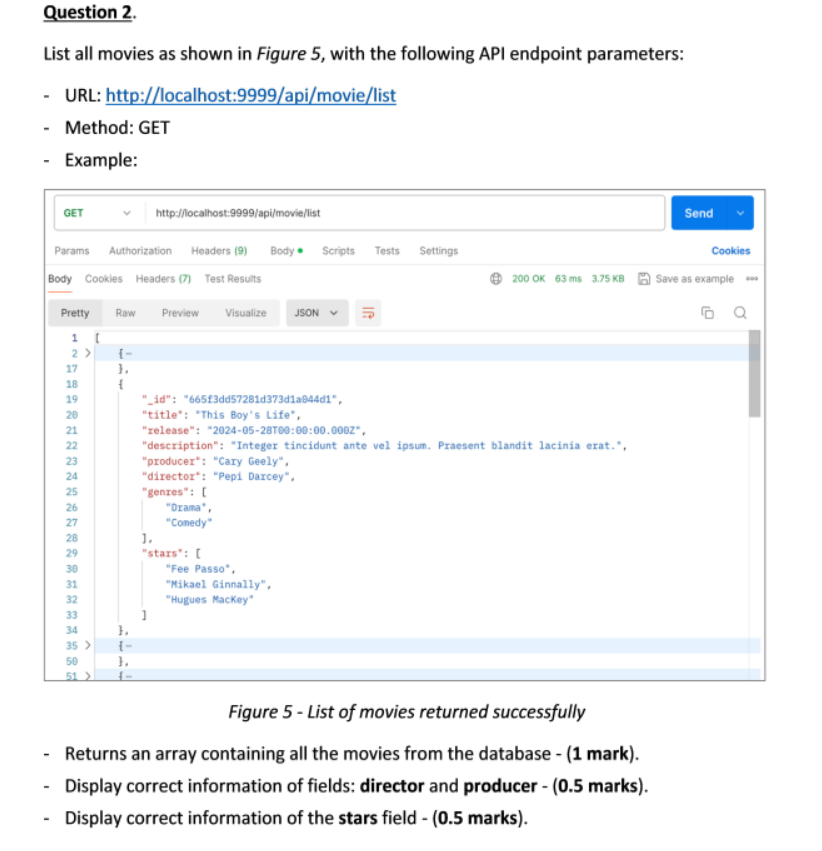 Question 2.
List all movies as shown in Figure 5, with the following API endpoint parameters:
- URL: http://localhost:9999/api/movie/list
- Method: GET
- Example:
GET http://localhost:9999/api/movie/list Send
Params Authorization Headers (9) Body Scripts Tests Settings Cookies
Body Cookies Headers (7) Test Results 200 OK 63 ms 3.75 KB Save as example
Pretty Raw Preview Visualize JSON
1 [
2 > {
17 },
18 {
19 "_id": "665f3dd57281d373d1a044d1",
20 "title": "This Boy's Life",
21 "release": "2024-05-28T00:00:00.000Z",
22 "description": "Integer tincidunt ante vel ipsum. Praesent blandit lacinia erat.",
23 "producer": "Cary Geely",
24 "director": "Pepi Darcey",
25 "genres": [
26 "Drama",
27 "Comedy"
28 ],
29 "stars": [
30 "Fee Passo",
31 "Mikael Ginnally",
32 "Hugues MacKey"
33 ]
34 },
35 > {
50 },
51 > {
Figure 5 - List of movies returned successfully
- Returns an array containing all the movies from the database - (1 mark).
- Display correct information of fields: director and producer - (0.5 marks).
- Display correct information of the stars field - (0.5 marks).